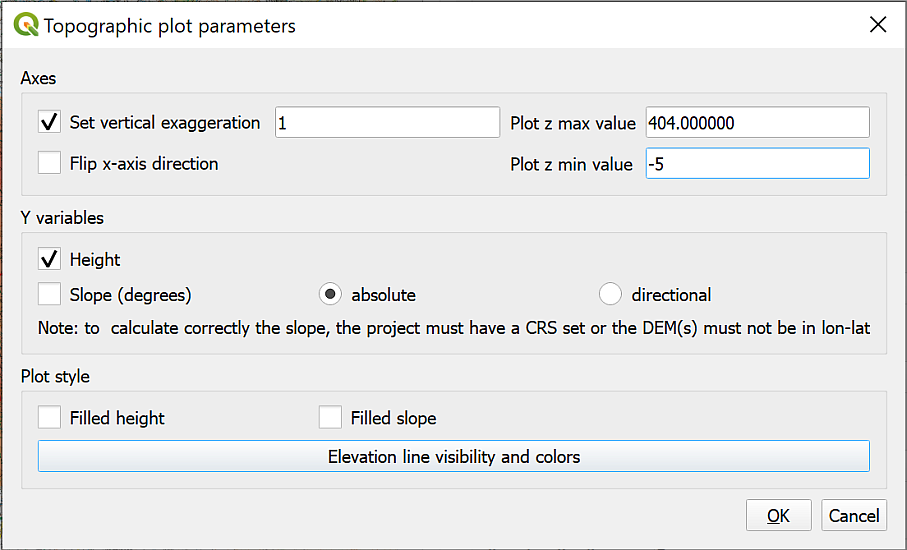 Topographic plot parameters
Axes
Set vertical exaggeration 1 Plot z max value 404.000000
Flip x-axis direction Plot z min value -5
Y variables
Height
Slope (degrees) absolute directional
Note: to  calculate correctly the slope, the project must have a CRS set or the DEM(s) must not be in lon-lat
Plot style
Filled height Filled slope
Elevation line visibility and colors
OK Cancel